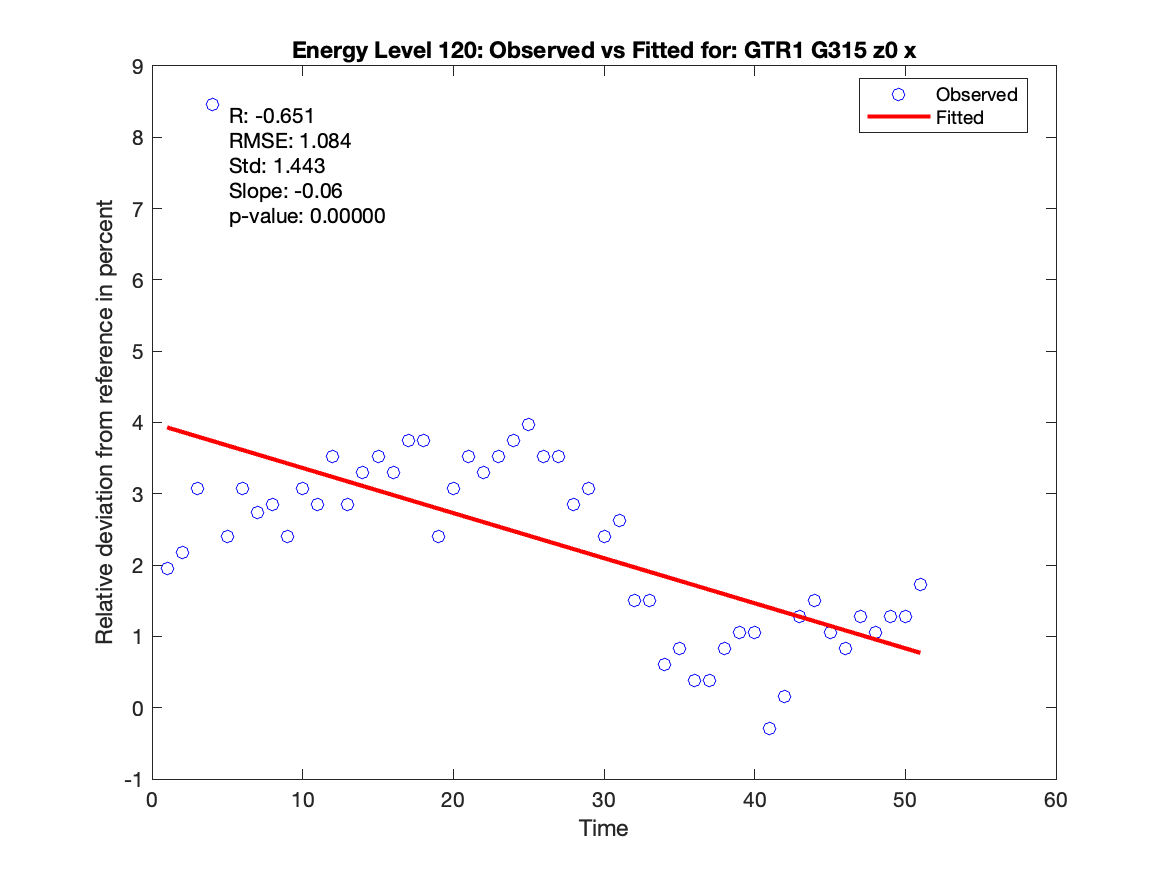 Energy Level 120: Observed vs Fitted for: GTR1 G315 z0 x
9
8
7
6
5
4
3
2
1
0
-1
Relative deviation from reference in percent
R: -0.651
RMSE: 1.084
Std: 1.443
Slope: -0.06
p-value: 0.00000
Observed
Fitted
0 10 20 30 40 50 60
Time